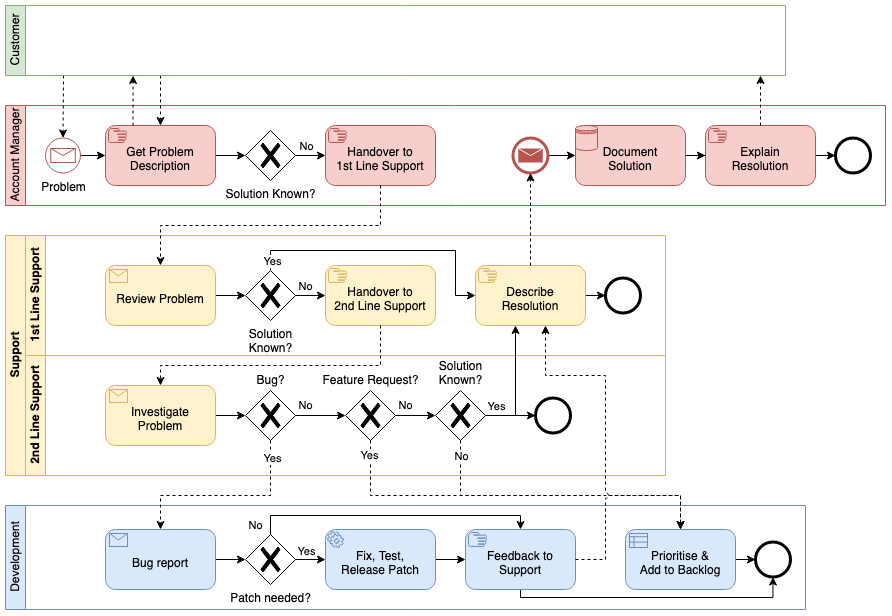 Customer
Account Manager
Problem
Get Problem
Description
Solution Known?
No
Handover to
1st Line Support
Document
Solution
Explain
Resolution
Support
1st Line Support
Review Problem
Yes
No
Solution
Known?
Handover to
2nd Line Support
Describe
Resolution
2nd Line Support
Investigate
Problem
Bug?
No
Yes
Feature Request?
No
Yes
Solution
Known?
Yes
No
Development
Bug report
No
Yes
Patch needed?
Fix, Test,
Release Patch
Feedback to
Support
Prioritise &
Add to Backlog